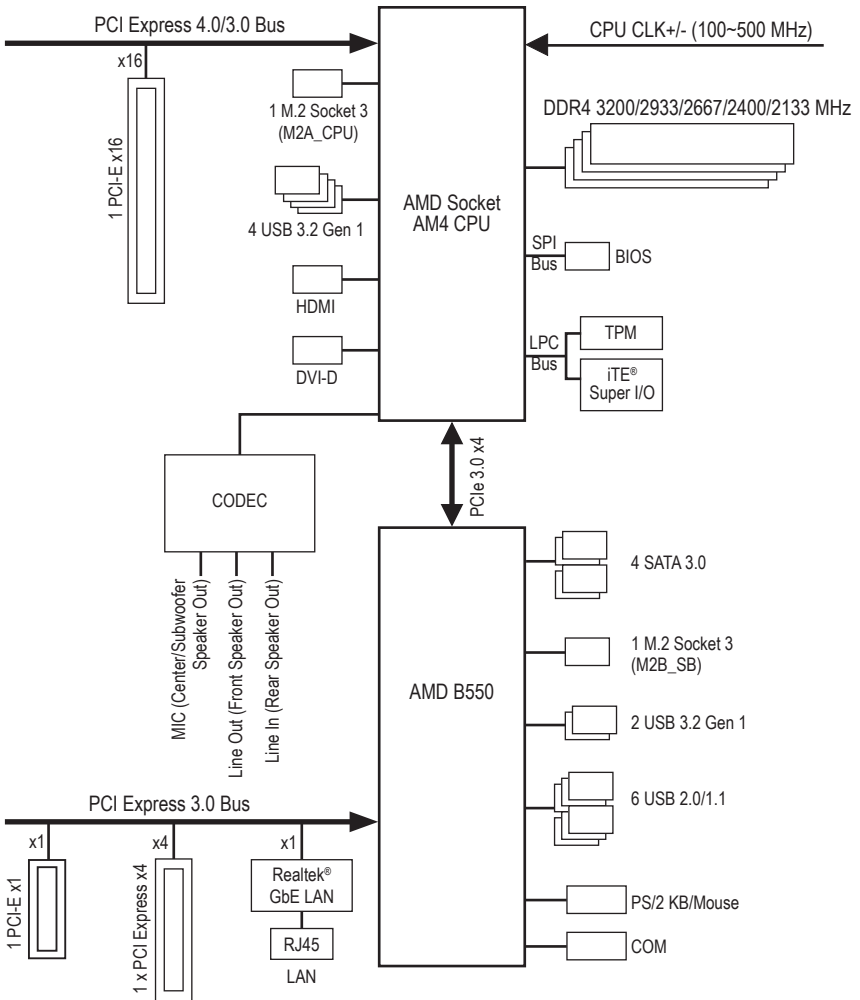 PCI Express 4.0/3.0 Bus
CPU CLK+/- (100~500 MHz)
x16
1 PCI-E x16
1 M.2 Socket 3
(M2A_CPU)
DDR4 3200/2933/2667/2400/2133 MHz
4 USB 3.2 Gen 1
AMD Socket
AM4 CPU
SPI
Bus
BIOS
HDMI
LPC
Bus
TPM
iTE®
Super I/O
DVI-D
PCIe 3.0 x4
CODEC
MIC (Center/Subwoofer
Speaker Out)
Line Out (Front Speaker Out)
Line In (Rear Speaker Out)
4 SATA 3.0
1 M.2 Socket 3
(M2B_SB)
AMD B550
2 USB 3.2 Gen 1
6 USB 2.0/1.1
PCI Express 3.0 Bus
x1
x4
x1
1 PCI-E x1
1 x PCI Express x4
Realtek®
GbE LAN
RJ45
LAN
PS/2 KB/Mouse
COM